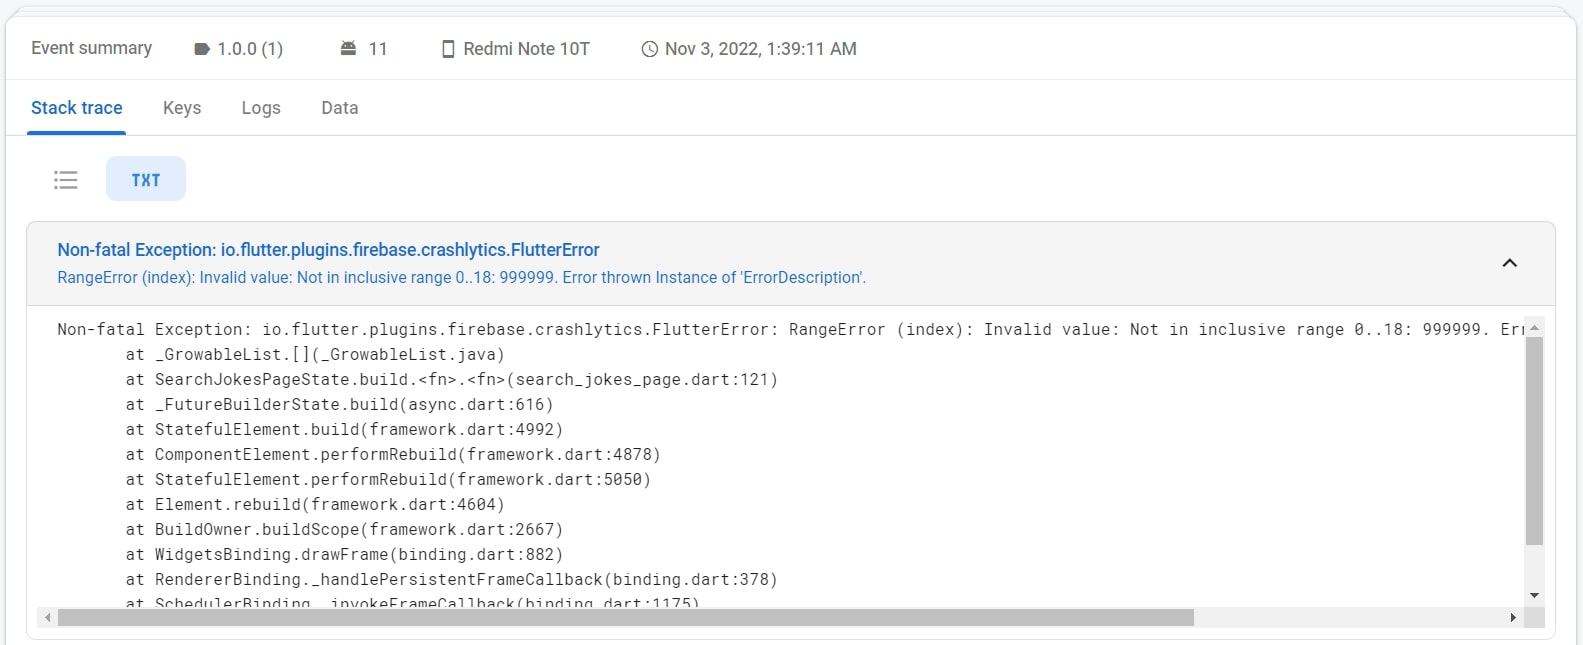 Event summary 1.0.0 (1) 11 Redmi Note 10T Nov 3, 2022, 1:39:11 AM
Stack trace Keys Logs Data
TXT
Non-fatal Exception: io.flutter.plugins.firebase.crashlytics.FlutterError
RangeError (index): Invalid value: Not in inclusive range 0..18: 999999. Error thrown Instance of 'ErrorDescription'.
Non-fatal Exception: io.flutter.plugins.firebase.crashlytics.FlutterError: RangeError (index): Invalid value: Not in inclusive range 0..18: 999999. Err
at _GrowableList.[](_GrowableList.java)
at SearchJokesPageState.build.<fn>.<fn>(search_jokes_page.dart:121)
at _FutureBuilderState.build(async.dart:616)
at StatefulElement.build(framework.dart:4992)
at ComponentElement.performRebuild(framework.dart:4878)
at StatefulElement.performRebuild(framework.dart:5050)
at Element.rebuild(framework.dart:4604)
at BuildOwner.buildScope(framework.dart:2667)
at WidgetsBinding.drawFrame(binding.dart:882)
at RendererBinding._handlePersistentFrameCallback(binding.dart:378)
at SchedulerBinding._invokeFrameCallback(binding.dart:1175)